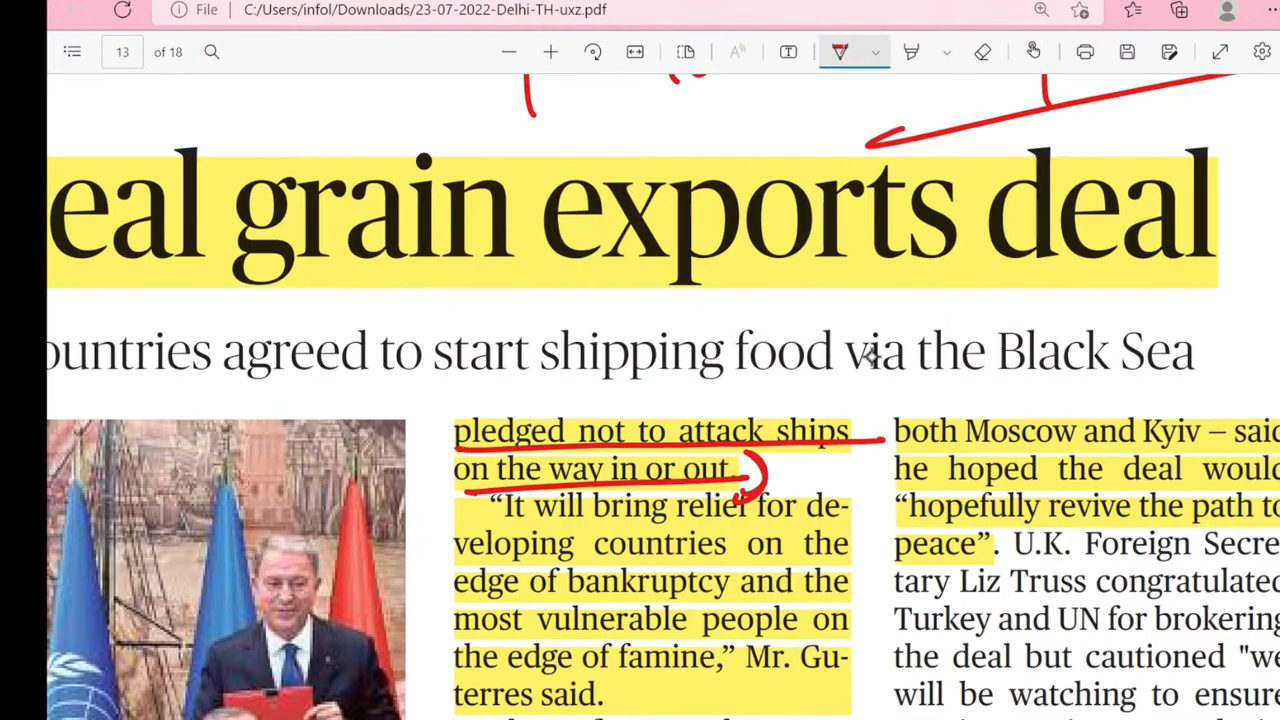 File
C:/Users/infol/Downloads/23-07-2022-Delhi-TH-uxz.pdf
13
of 18
eal grain exports deal
ountries agreed to start shipping food via the Black Sea
pledged not to attack ships
on the way in or out.
“It will bring relief for de-
veloping countries on the
edge of bankruptcy and the
most vulnerable people on
the edge of famine,” Mr. Gu-
terres said.
both Moscow and Kyiv – said
he hoped the deal would
“hopefully revive the path to
peace”. U.K. Foreign Secre-
tary Liz Truss congratulated
Turkey and UN for brokering
the deal but cautioned "we
will be watching to ensure